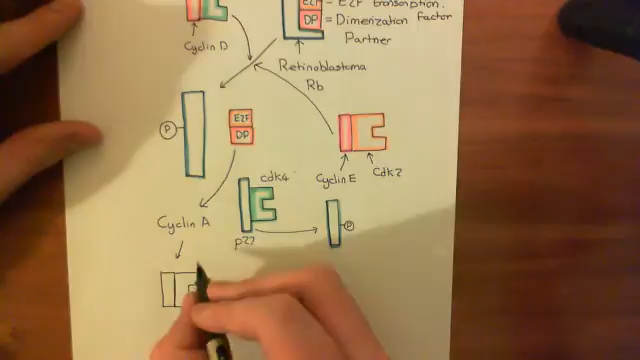 E2F = E2F transcription.
DP = Dimerization Factor
Partner
Cyclin D
Retinoblastoma
Rb
P
E2F
DP
Cyclin E
Cdk2
cdk4
Cyclin A
P
p27